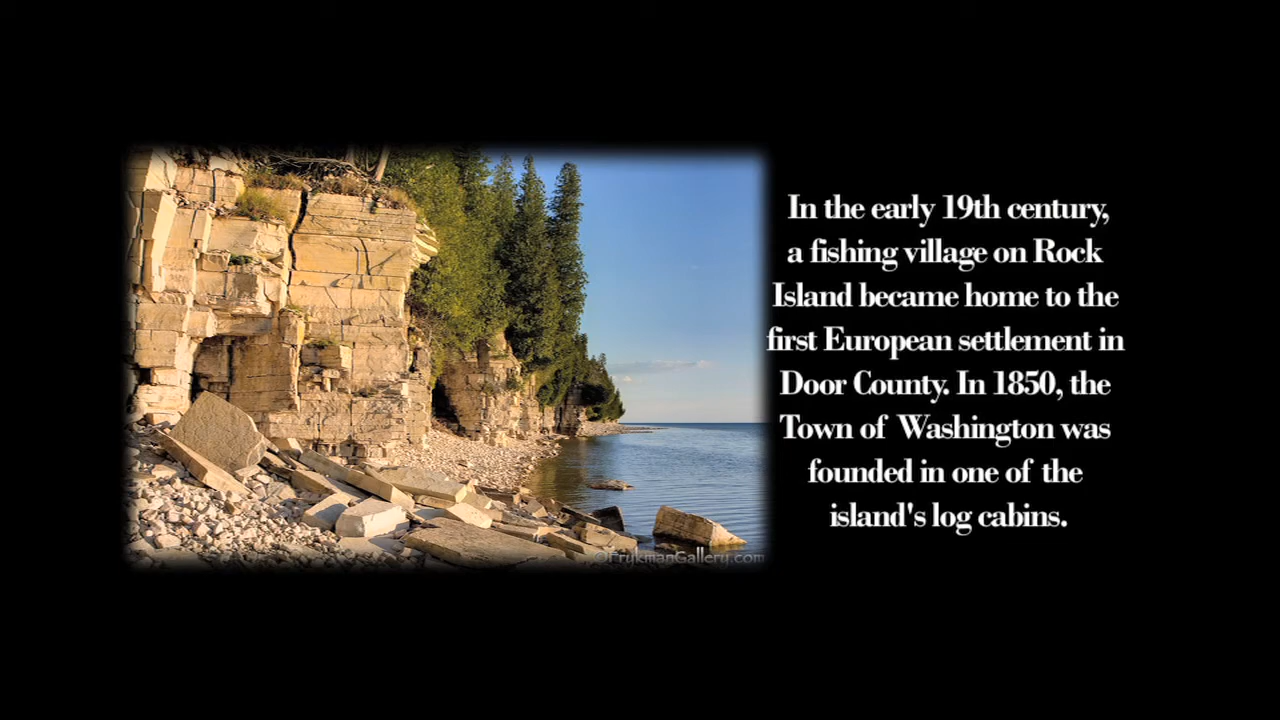 In the early 19th century,
a fishing village on Rock
Island became home to the
first European settlement in
Door County. In 1850, the
Town of Washington was
founded in one of the
island's log cabins.
©FrykmanGallery.com